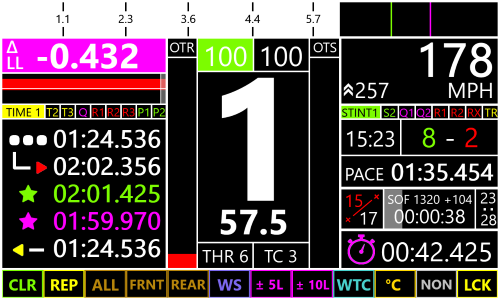 1.1 2.3 3.6 4.4 5.7
Δ LL -0.432
OTR 100 100 OTS
178 MPH
257
TIME 1 T2 T3 Q R1 R2 R3 P1 P2
STINT1 S2 Q1 Q2 R1 R2 RX TR
01:24.536
02:02.356
02:01.425
01:59.970
01:24.536
1
57.5
THR 6 TC 3
15:23 8 - 2
PACE 01:35.454
15 / 17 SOF 1320 +104 23
00:00:38 28
00:42.425
CLR REP ALL FRNT REAR WS ± 5L ± 10L WTC °C NON LCK